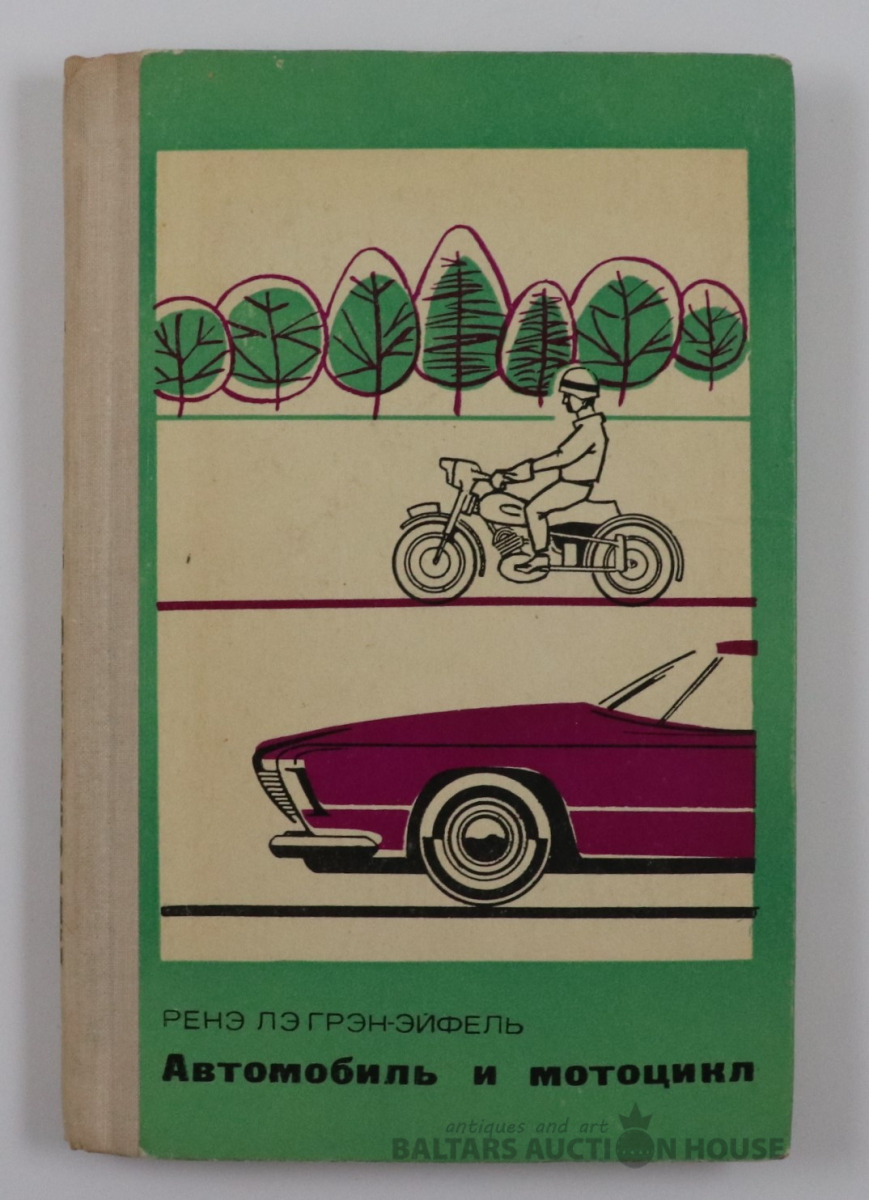 РЕНЭ ЛЭ ГРЭН-ЭЙФЕЛЬ
Автомобиль и мотоцикл
antiques and art
BALTARS AUCTION HOUSE